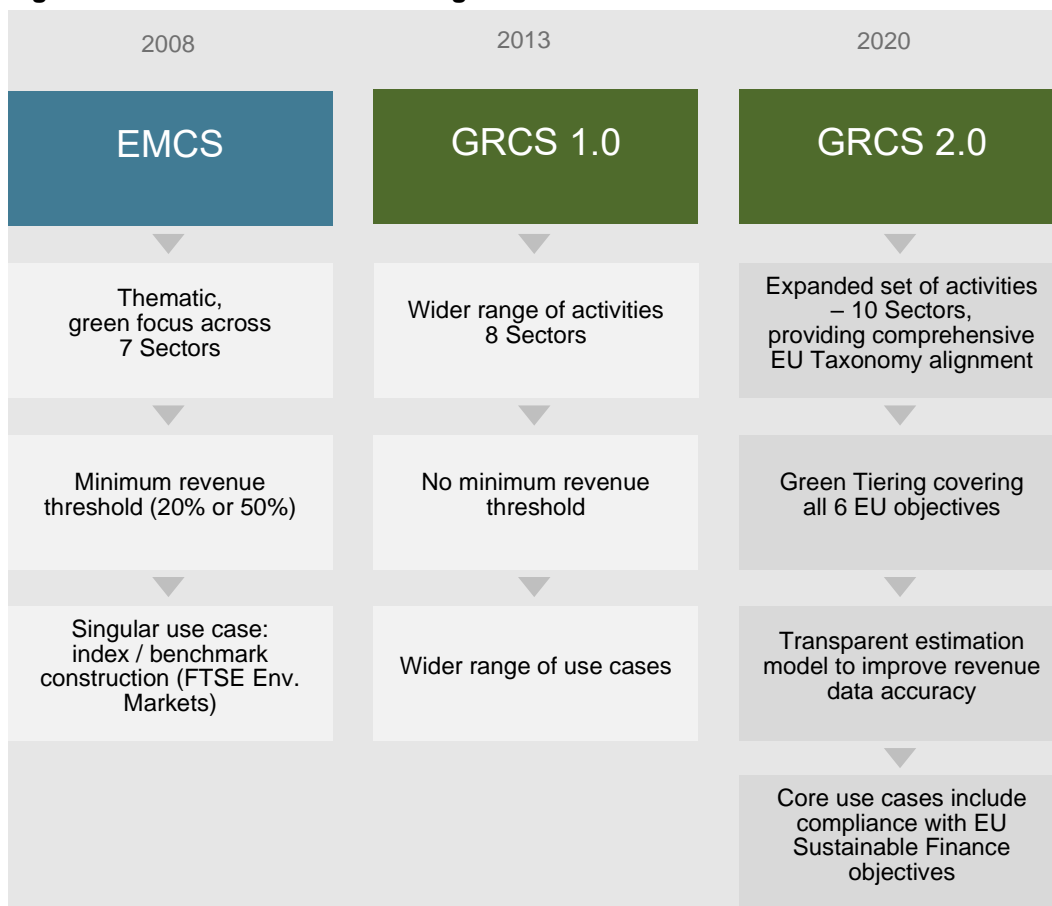 2008
2013
2020
EMCS
GRCS 1.0
GRCS 2.0
Thematic,
green focus across
7 Sectors
Wider range of activities
8 Sectors
Expanded set of activities
– 10 Sectors,
providing comprehensive
EU Taxonomy alignment
Minimum revenue
threshold (20% or 50%)
No minimum revenue
threshold
Green Tiering covering
all 6 EU objectives
Singular use case:
index / benchmark
construction (FTSE Env.
Markets)
Wider range of use cases
Transparent estimation
model to improve revenue
data accuracy
Core use cases include
compliance with EU
Sustainable Finance
objectives